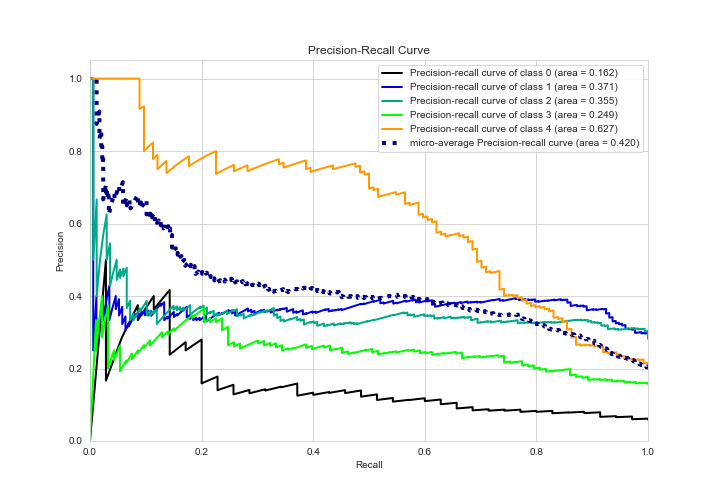 Precision-Recall Curve
Precision-recall curve of class 0 (area = 0.162)
Precision-recall curve of class 1 (area = 0.371)
Precision-recall curve of class 2 (area = 0.355)
Precision-recall curve of class 3 (area = 0.249)
Precision-recall curve of class 4 (area = 0.627)
micro-average Precision-recall curve (area = 0.420)
Precision
1.0
0.8
0.6
0.4
0.2
0.0
0.0 0.2 0.4 0.6 0.8 1.0
Recall